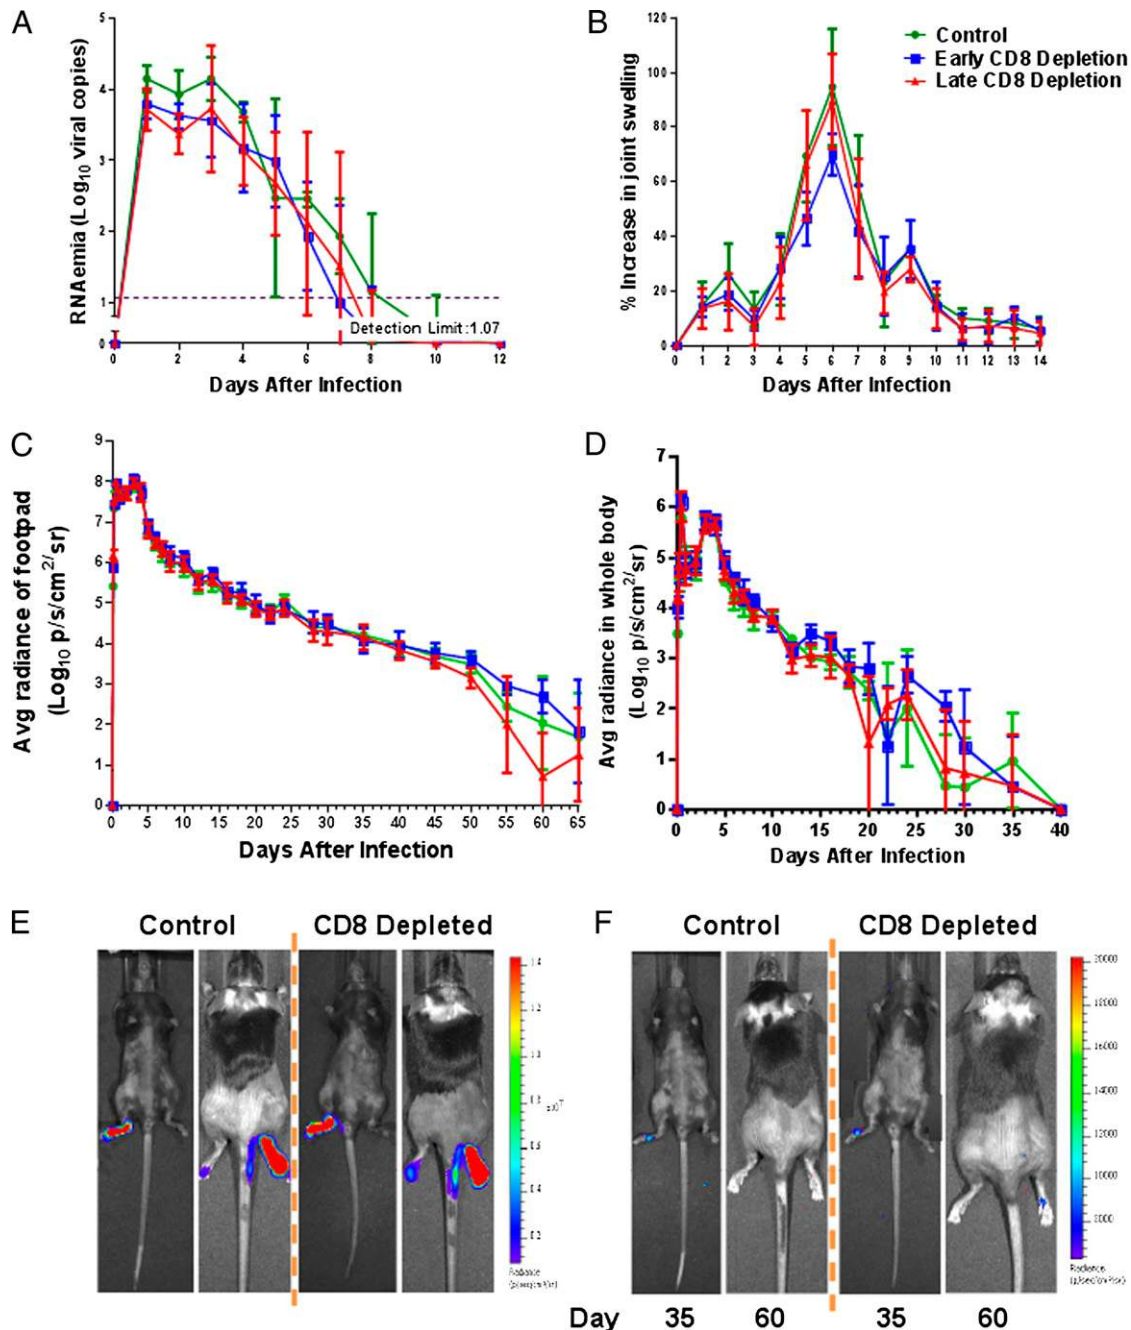 A
RNAemia (Log10 viral copies)
5
4
3
2
1
0
Detection Limit:1.07
0 2 4 6 8 10 12
Days After Infection
B
% Increase in joint swelling
120
100
80
60
40
20
0
0 1 2 3 4 5 6 7 8 9 10 11 12 13 14
Days After Infection
Control
Early CD8 Depletion
Late CD8 Depletion
C
Avg radiance of footpad
(Log10 p/s/cm2/sr)
9
8
7
6
5
4
3
2
1
0
0 5 10 15 20 25 30 35 40 45 50 55 60 65
Days After Infection
D
Avg radiance in whole body
(Log10 p/s/cm2/sr)
7
6
5
4
3
2
1
0
0 5 10 15 20 25 30 35 40
Days After Infection
E
Control
CD8 Depleted
Radiance
F
Control
CD8 Depleted
20000
16000
14000
12000
10000
Radiance
Day 35 60 35 60